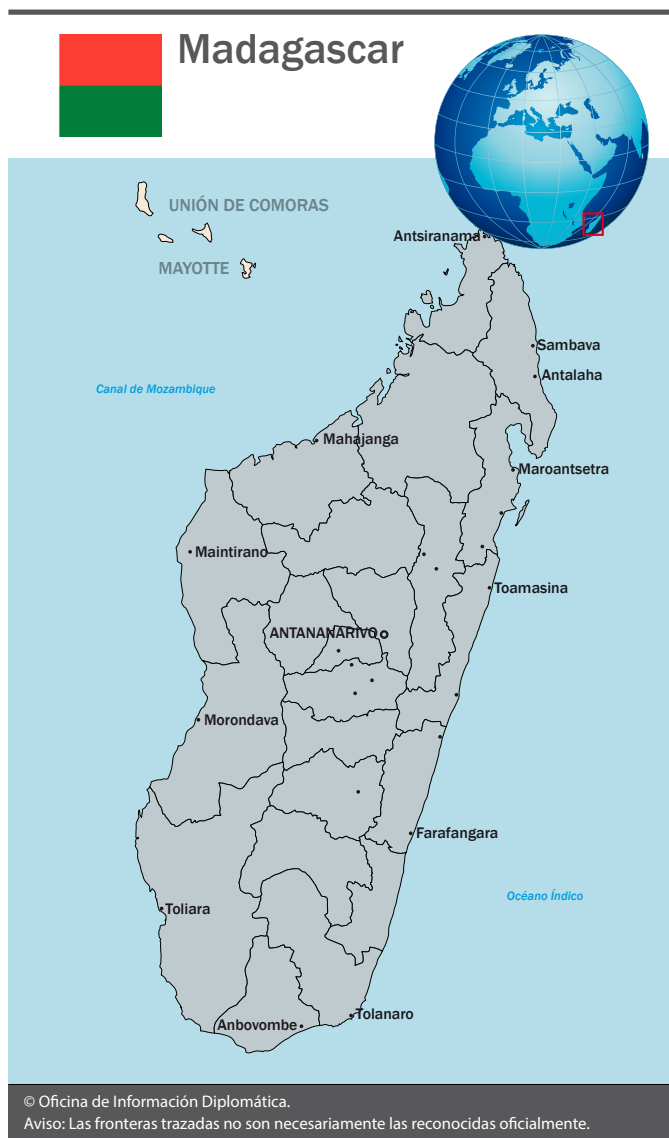 Madagascar
UNIÓN DE COMORAS
Antsiranama
MAYOTTE
Sambava
Antalaha
Canal de Mozambique
Mahajanga
Maroantsetra
Maintirano
Toamasina
ANTANANARIVO
Morondava
Farafangara
Océano Índico
Toliara
Tolanaro
Anbovombe
© Oficina de Información Diplomática.
Aviso: Las fronteras trazadas no son necesariamente las reconocidas oficialmente.